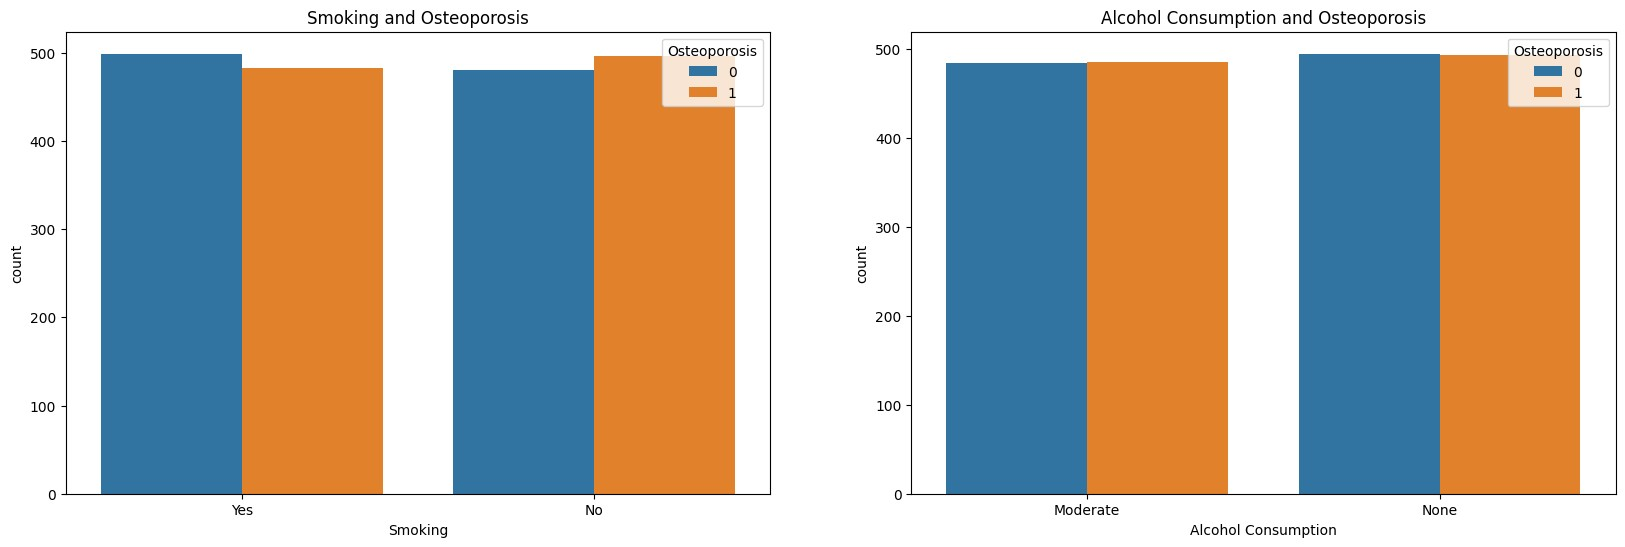 Smoking and Osteoporosis
500
400
300
200
100
0
count
Yes
No
Smoking
Osteoporosis
0
1
Alcohol Consumption and Osteoporosis
500
400
300
200
100
0
count
Moderate
None
Alcohol Consumption
Osteoporosis
0
1